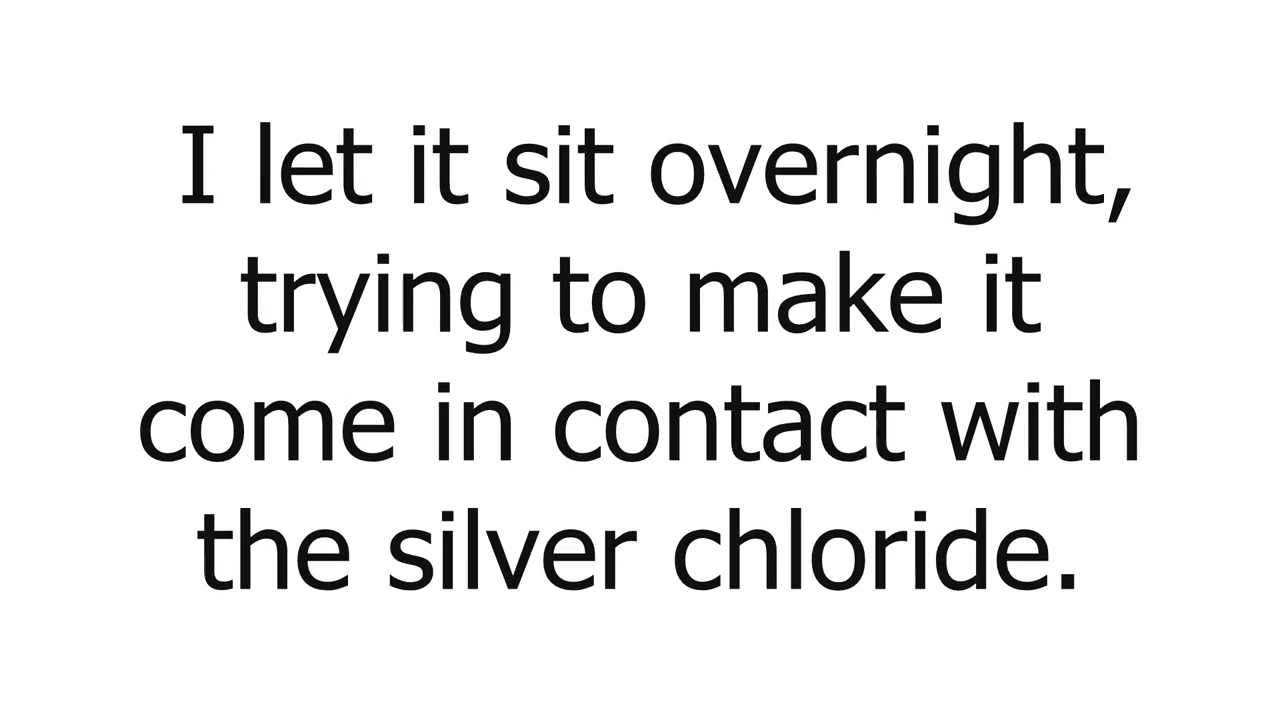 I let it sit overnight,
trying to make it
come in contact with
the silver chloride.